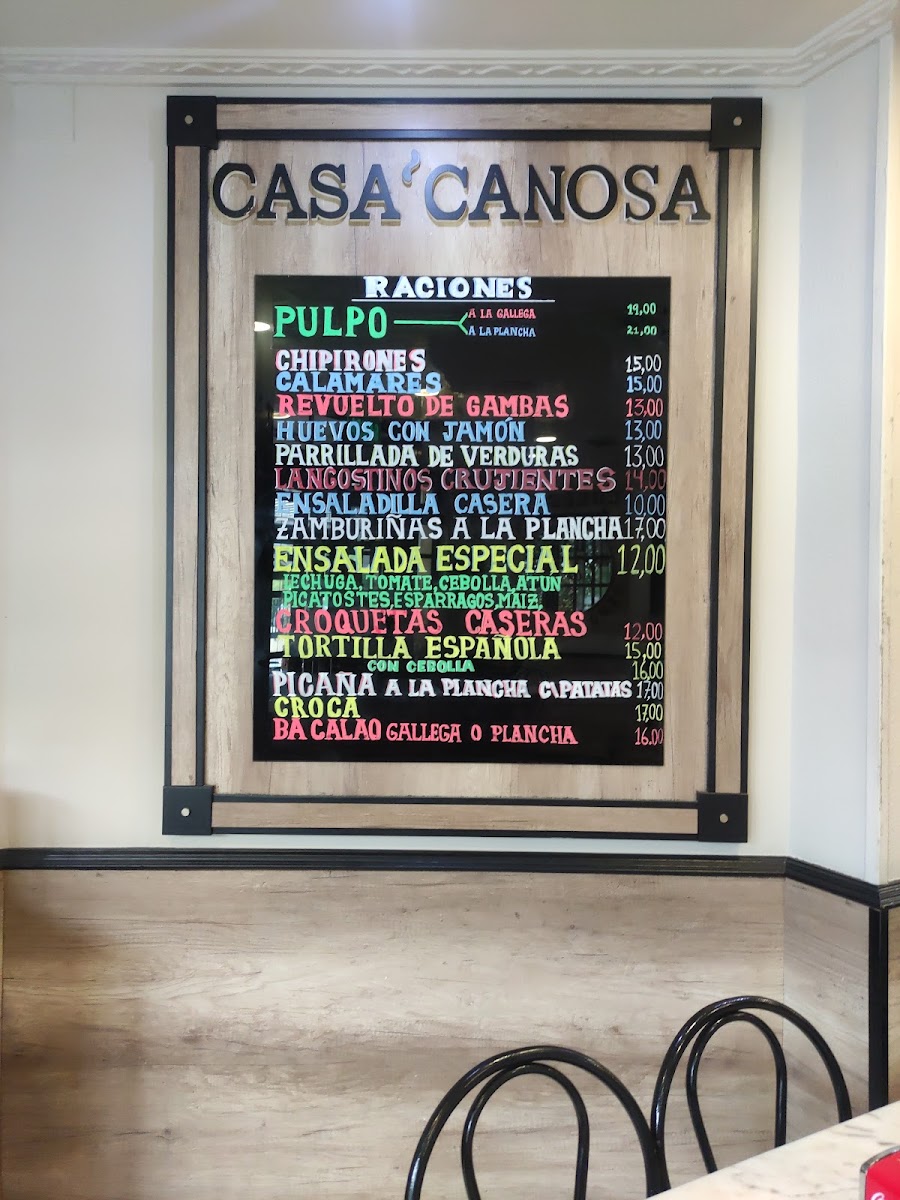 CASA CANOSA
RACIONES
PULPO A LA GALLEGA 19,00
A LA PLANCHA 21,00
CHIPIRONES 15,00
CALAMARES 15,00
REVUELTO DE GAMBAS 13,00
HUEVOS CON JAMÓN 13,00
PARRILLADA DE VERDURAS 13,00
LANGOSTINOS CRUJIENTES 14,00
ENSALADILLA CASERA 10,00
ZAMBURIÑAS A LA PLANCHA 17,00
ENSALADA ESPECIAL 12,00
LECHUGA, TOMATE, CEBOLLA, ATÚN
PICATOSTES, ESPARRAGOS, MAIZ.
CROQUETAS CASERAS 12,00
TORTILLA ESPAÑOLA 15,00
CON CEBOLLA 16,00
PICAÑA A LA PLANCHA C\PATATAS 17,00
CROCA 17,00
BACALAO GALLEGA O PLANCHA 16.00